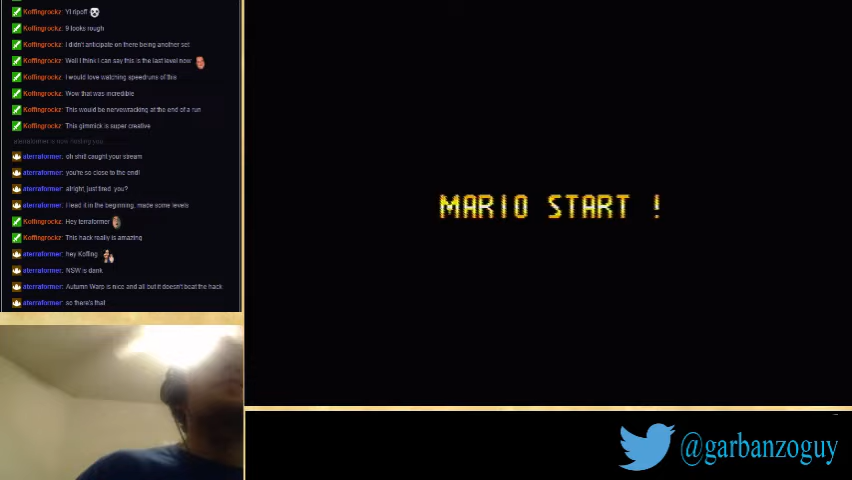 Koffingrockz: YI ripoff
Koffingrockz: 9 looks rough
Koffingrockz: I didn't anticipate on there being another set
Koffingrockz: Well I think I can say this is the last level now
Koffingrockz: I would love watching speedruns of this
Koffingrockz: Wow that was incredible
Koffingrockz: This would be nervewracking at the end of a run
Koffingrockz: This gimmick is super creative
aterraformer is now hosting you.
aterraformer: oh shit caught your stream
aterraformer: you're so close to the end!
aterraformer: alright, just tired you?
aterraformer: I lead it in the beginning, made some levels
Koffingrockz: Hey terraformer
Koffingrockz: This hack really is amazing
aterraformer: hey Koffing
aterraformer: NSW is dank
aterraformer: Autumn Warp is nice and all but it doesn't beat the hack
aterraformer: so there's that
MARIO START !
@garbanzoguy